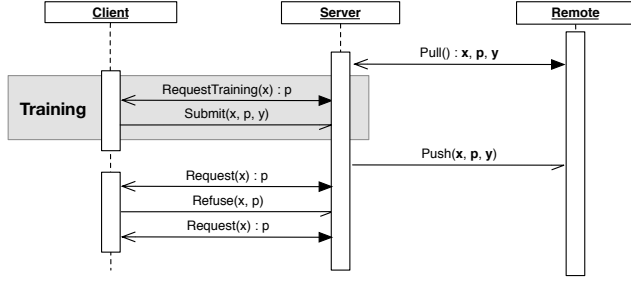 Client
Server
Remote
Pull() : x, p, y
RequestTraining(x) : p
Training
Submit(x, p, y)
Push(x, p, y)
Request(x) : p
Refuse(x, p)
Request(x) : p